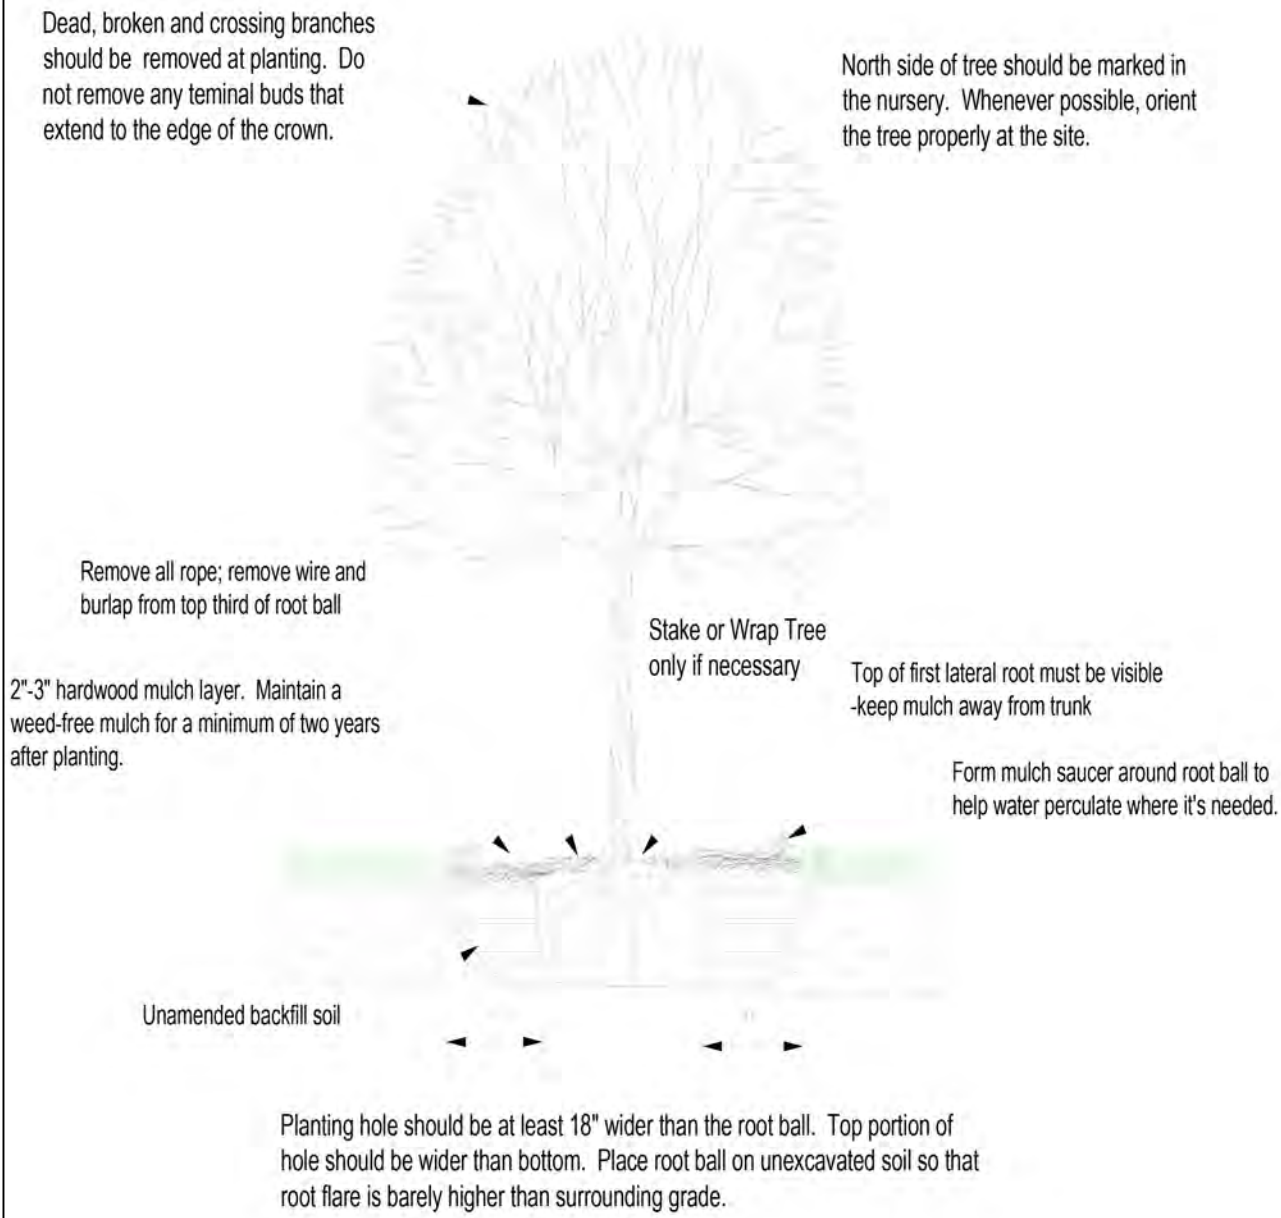 Dead, broken and crossing branches
should be removed at planting. Do
not remove any teminal buds that
extend to the edge of the crown.
North side of tree should be marked in
the nursery. Whenever possible, orient
the tree properly at the site.
Remove all rope; remove wire and
burlap from top third of root ball
Stake or Wrap Tree
only if necessary
Top of first lateral root must be visible
-keep mulch away from trunk
2"-3" hardwood mulch layer. Maintain a
weed-free mulch for a minimum of two years
after planting.
Form mulch saucer around root ball to
help water perculate where it's needed.
Unamended backfill soil
Planting hole should be at least 18" wider than the root ball. Top portion of
hole should be wider than bottom. Place root ball on unexcavated soil so that
root flare is barely higher than surrounding grade.